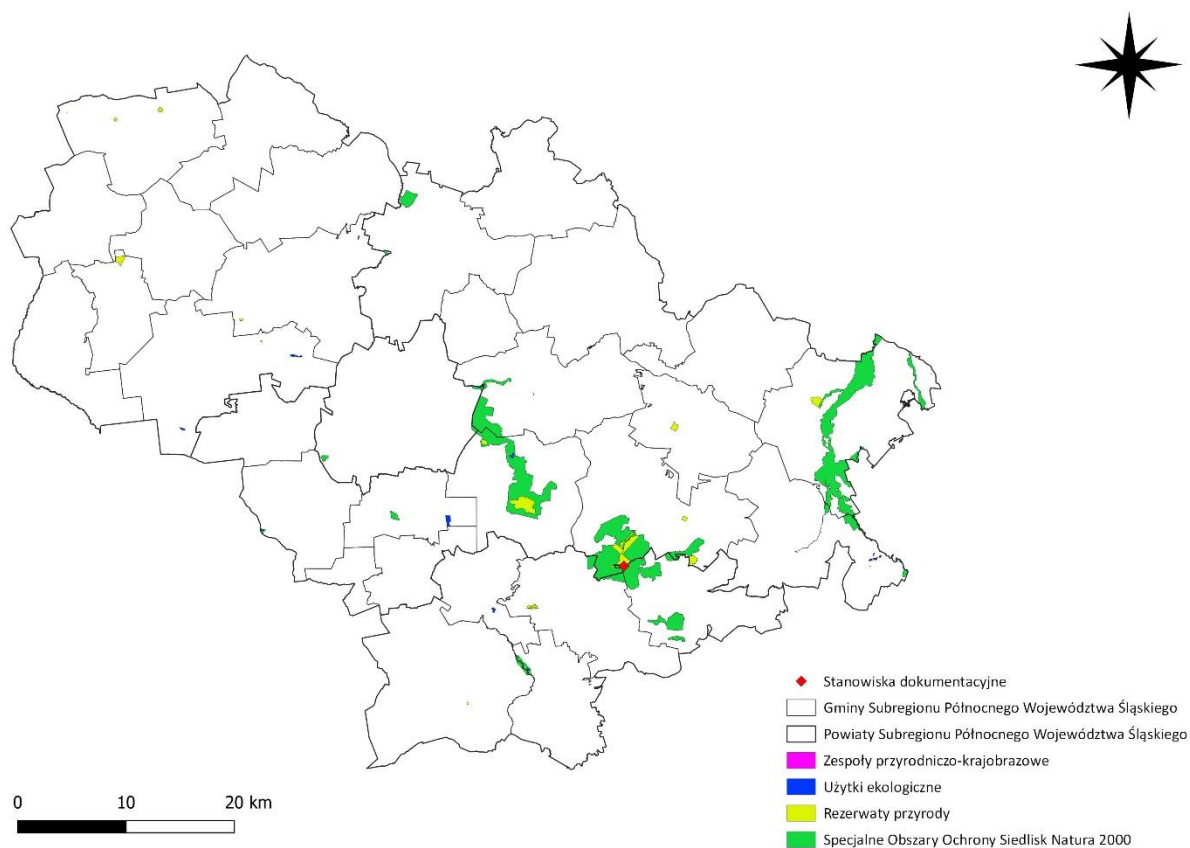 Stanowiska dokumentacyjne
Gminy Subregionu Północnego Województwa Śląskiego
Powiaty Subregionu Północnego Województwa Śląskiego
Zespoły przyrodniczo-krajobrazowe
Użytki ekologiczne
Rezerwaty przyrody
Specjalne Obszary Ochrony Siedlisk Natura 2000
0 10 20 km